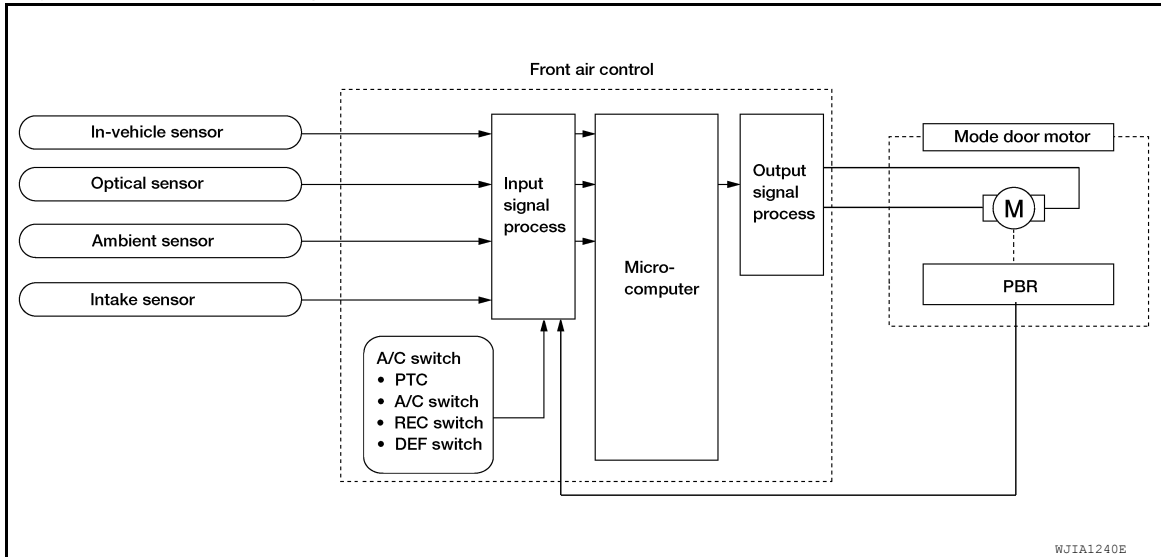 Front air control
In-vehicle sensor
Optical sensor
Ambient sensor
Intake sensor
Input
signal
process
A/C switch
• PTC
• A/C switch
• REC switch
• DEF switch
Micro-
computer
Output
signal
process
Mode door motor
M
PBR
WJIA1240E